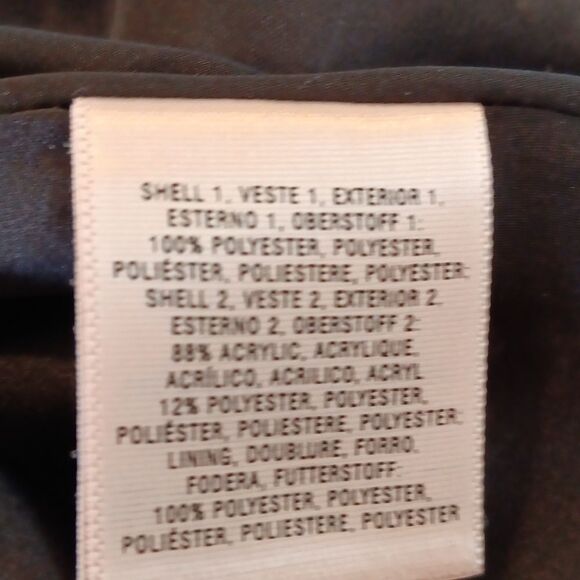 SHELL 1, VESTE 1, EXTERIOR 1,
ESTERNO 1, OBERSTOFF 1:
100% POLYESTER, POLYESTER,
POLIÉSTER, POLIESTERE, POLYESTER;
SHELL 2, VESTE 2, EXTERIOR 2,
ESTERNO 2, OBERSTOFF 2:
88% ACRYLIC, ACRYLIQUE,
ACRÍLICO, ACRILICO, ACRYL
12% POLYESTER, POLYESTER,
POLIÉSTER, POLIESTERE, POLYESTER;
LINING, DOUBLURE, FORRO,
FODERA, FUTTERSTOFF:
100% POLYESTER, POLYESTER,
POLIÉSTER, POLIESTERE, POLYESTER